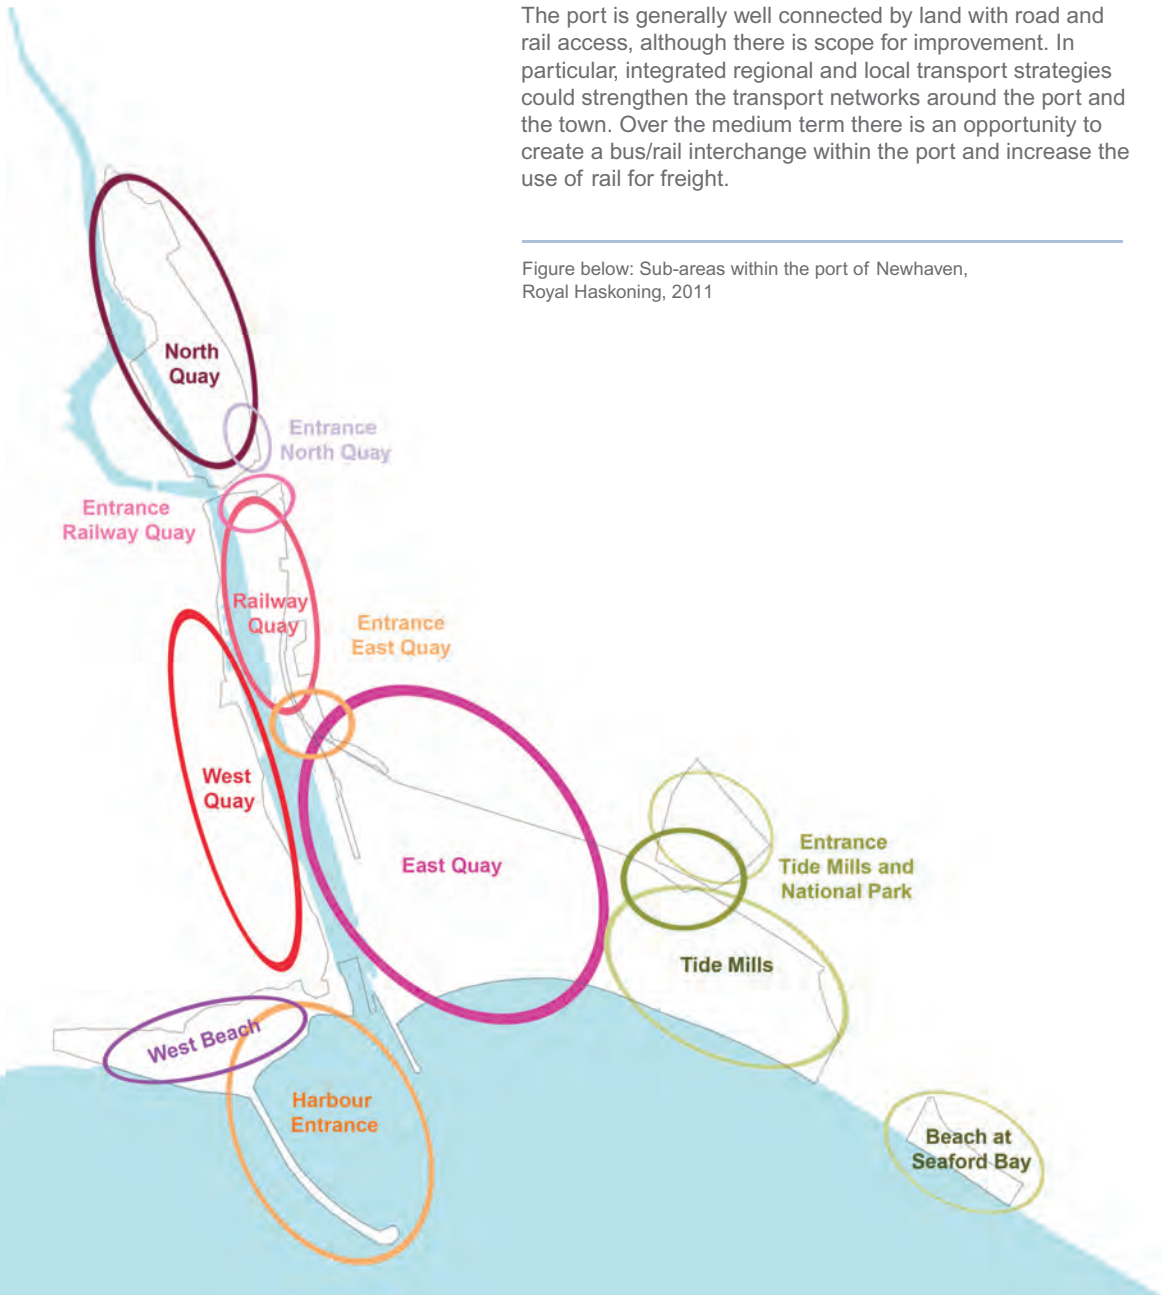 The port is generally well connected by land with road and
rail access, although there is scope for improvement. In
particular, integrated regional and local transport strategies
could strengthen the transport networks around the port and
the town. Over the medium term there is an opportunity to
create a bus/rail interchange within the port and increase the
use of rail for freight.
Figure below: Sub-areas within the port of Newhaven,
Royal Haskoning, 2011
North
Quay
Entrance
North Quay
Entrance
Railway Quay
Railway
Quay
Entrance
East Quay
West
Quay
East Quay
Entrance
Tide Mills and
National Park
Tide Mills
West Beach
Harbour
Entrance
Beach at
Seaford Bay